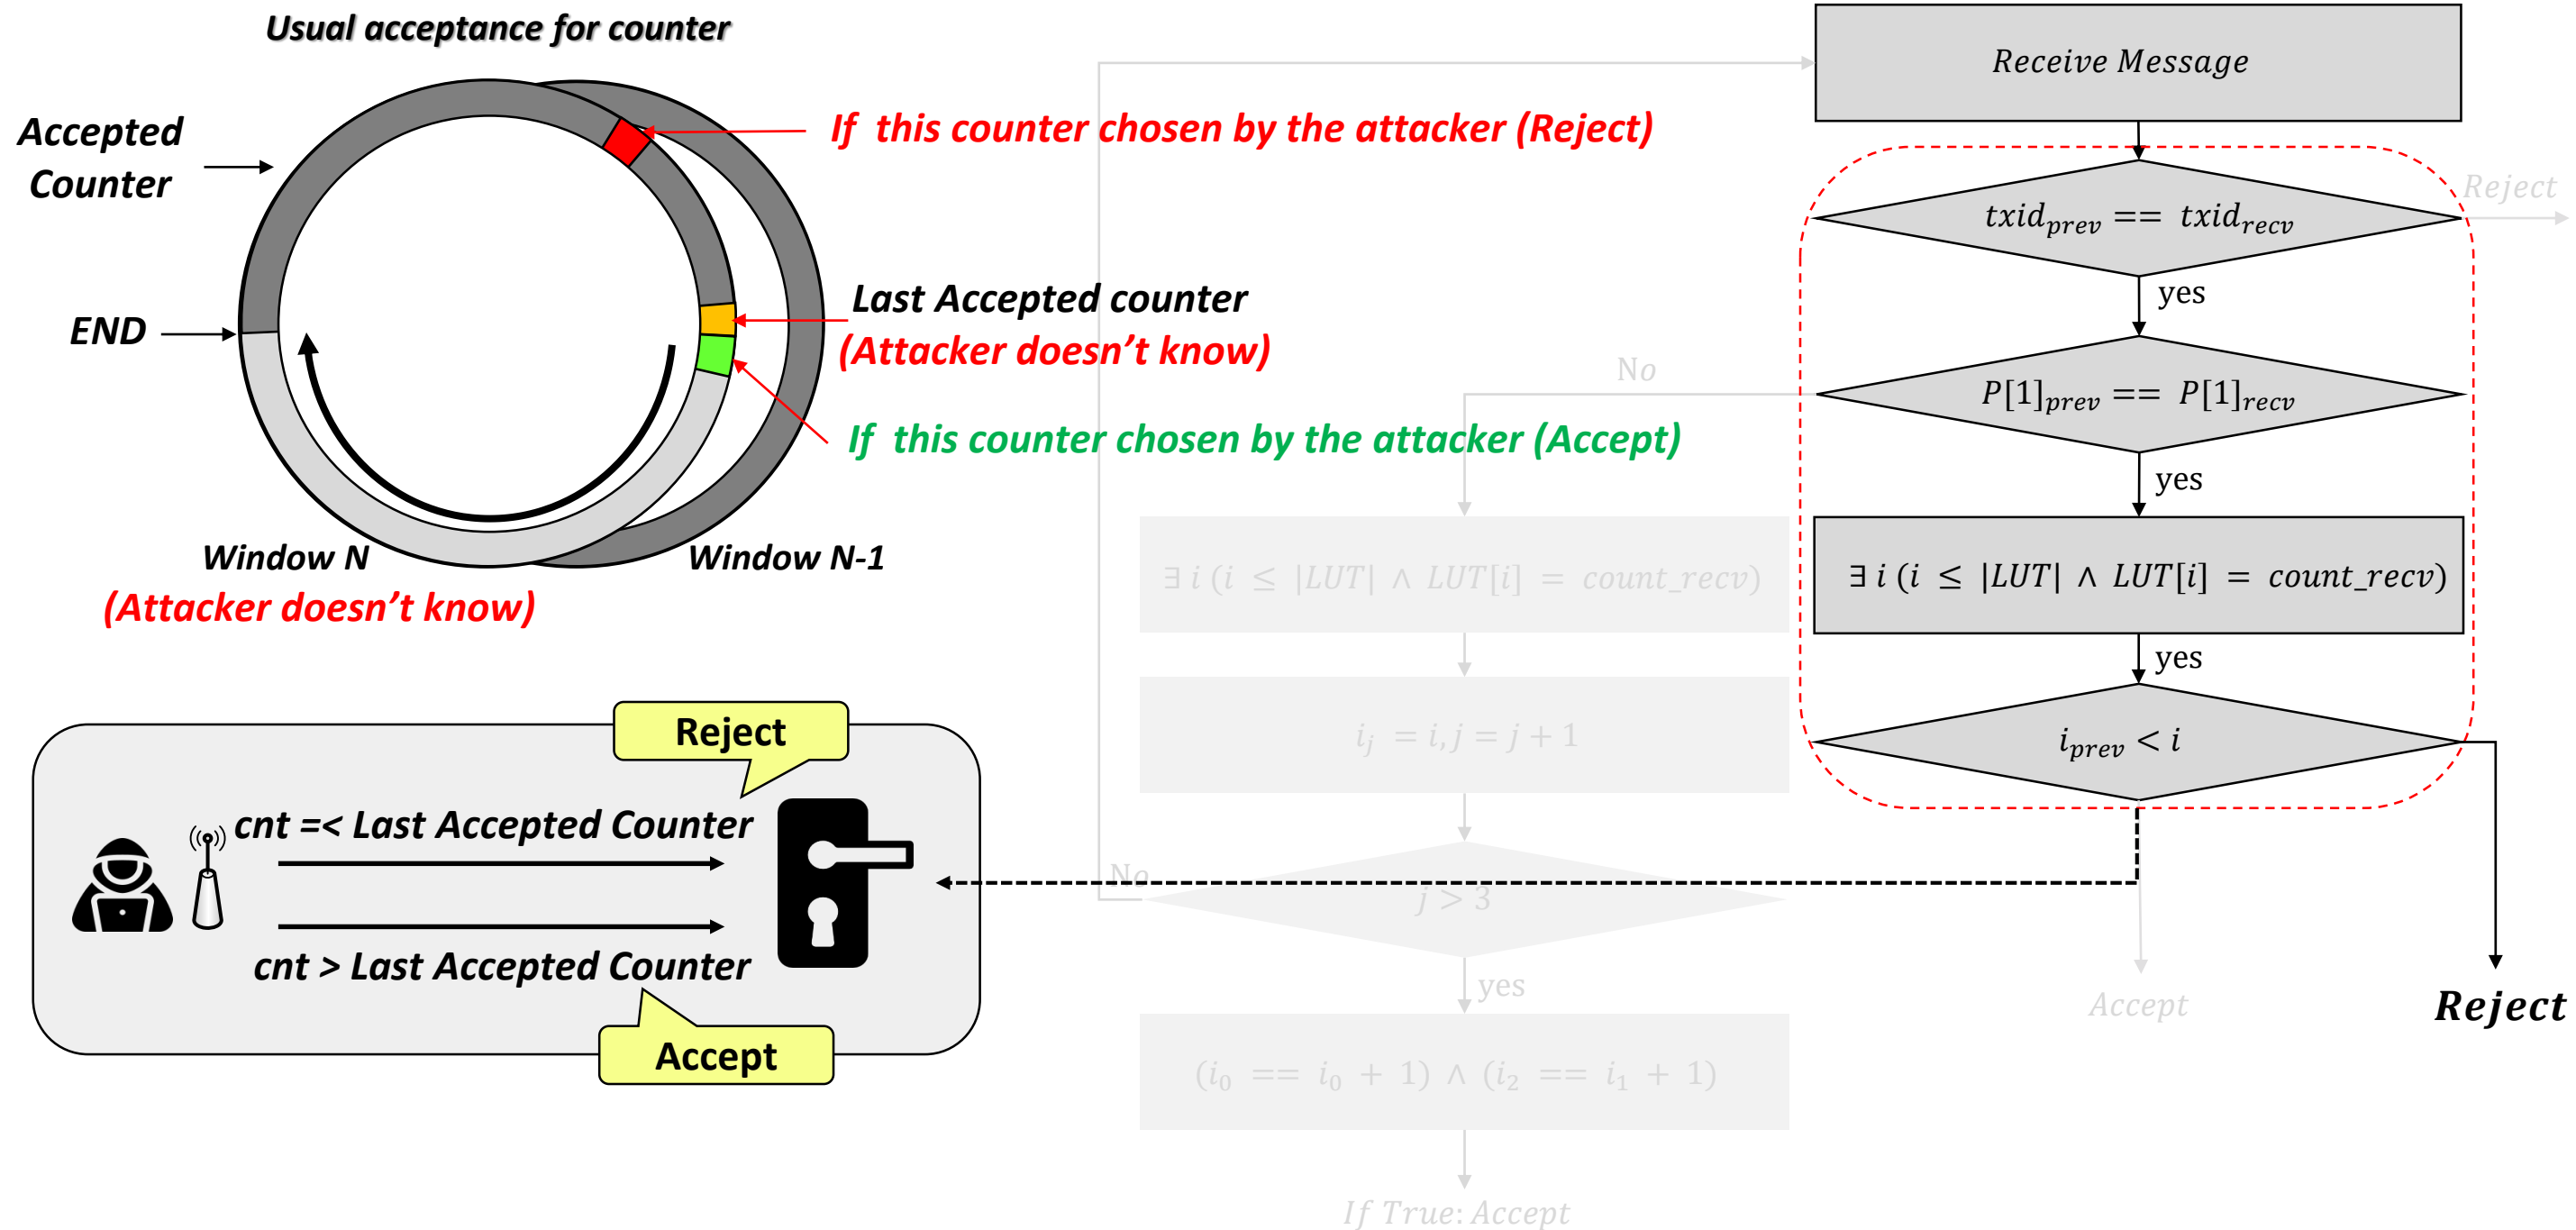 Usual acceptance for counter
Accepted
Counter
END
If this counter chosen by the attacker (Reject)
Last Accepted counter
(Attacker doesn’t know)
If this counter chosen by the attacker (Accept)
Window N
(Attacker doesn’t know)
Window N-1
Reject
cnt =< Last Accepted Counter
cnt > Last Accepted Counter
Accept
Receive Message
txid_prev == txid_recv
Reject
yes
P[1]_prev == P[1]_recv
No
yes
∃ i (i ≤ |LUT| ∧ LUT[i] = count_recv)
yes
i_prev < i
Accept
Reject
∃ i (i ≤ |LUT| ∧ LUT[i] = count_recv)
i_j = i, j = j + 1
No
j > 3
yes
(i_0 == i_0 + 1) ∧ (i_2 == i_1 + 1)
If True: Accept